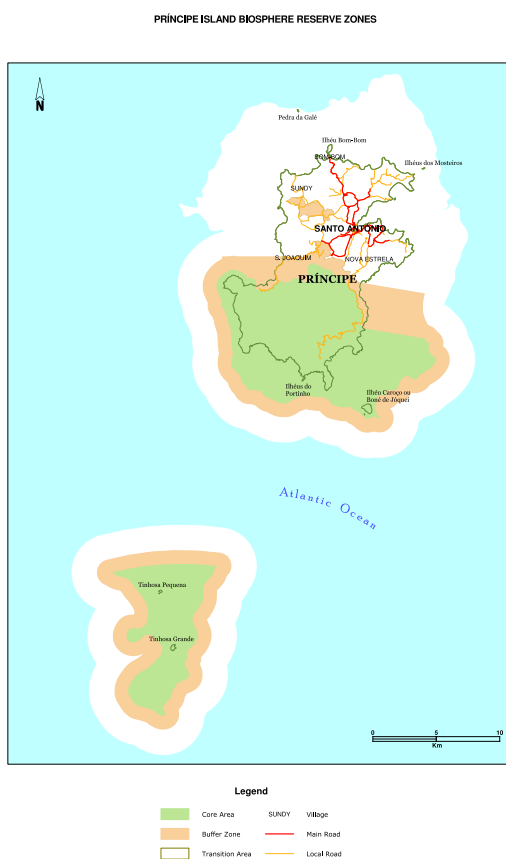 PRÍNCIPE ISLAND BIOSPHERE RESERVE ZONES
N
Pedra da Galé
Ilhéu Bom-Bom
BOM-BOM
Ilhéus dos Mosteiros
SUNDY
SANTO ANTÓNIO
S. JOAQUIM
NOVA ESTRELA
PRÍNCIPE
Ilhéus do
Portinho
Ilhéu Caroço ou
Boné de Jóquei
Atlantic Ocean
Tinhosa Pequena
Tinhosa Grande
0 5 10
Km
Legend
Core Area
SUNDY Village
Buffer Zone
Main Road
Transition Area
Local Road